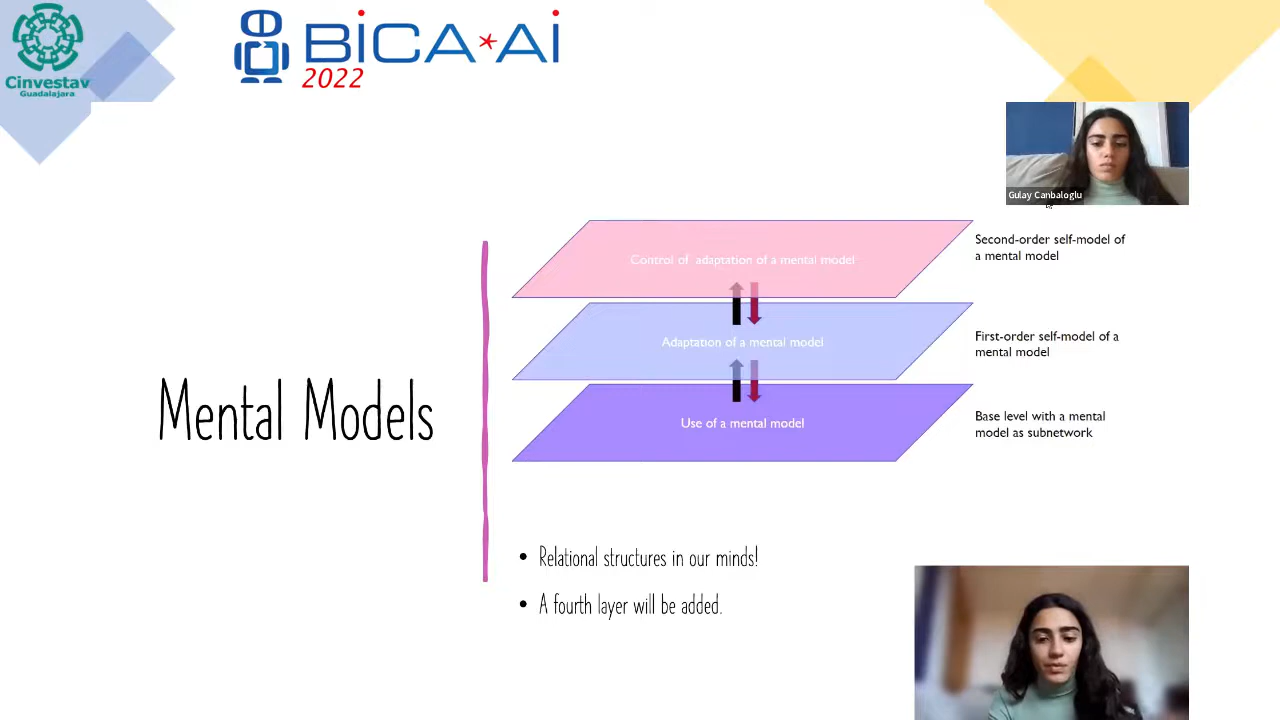 Cinvestav
Guadalajara
BiCA*Ai
2022
Gulay Canbaloglu
Control of adaptation of a mental model
Second-order self-model of
a mental model
Adaptation of a mental model
First-order self-model of a
mental model
Use of a mental model
Base level with a mental
model as subnetwork
Mental Models
• Relational structures in our minds!
• A fourth layer will be added.